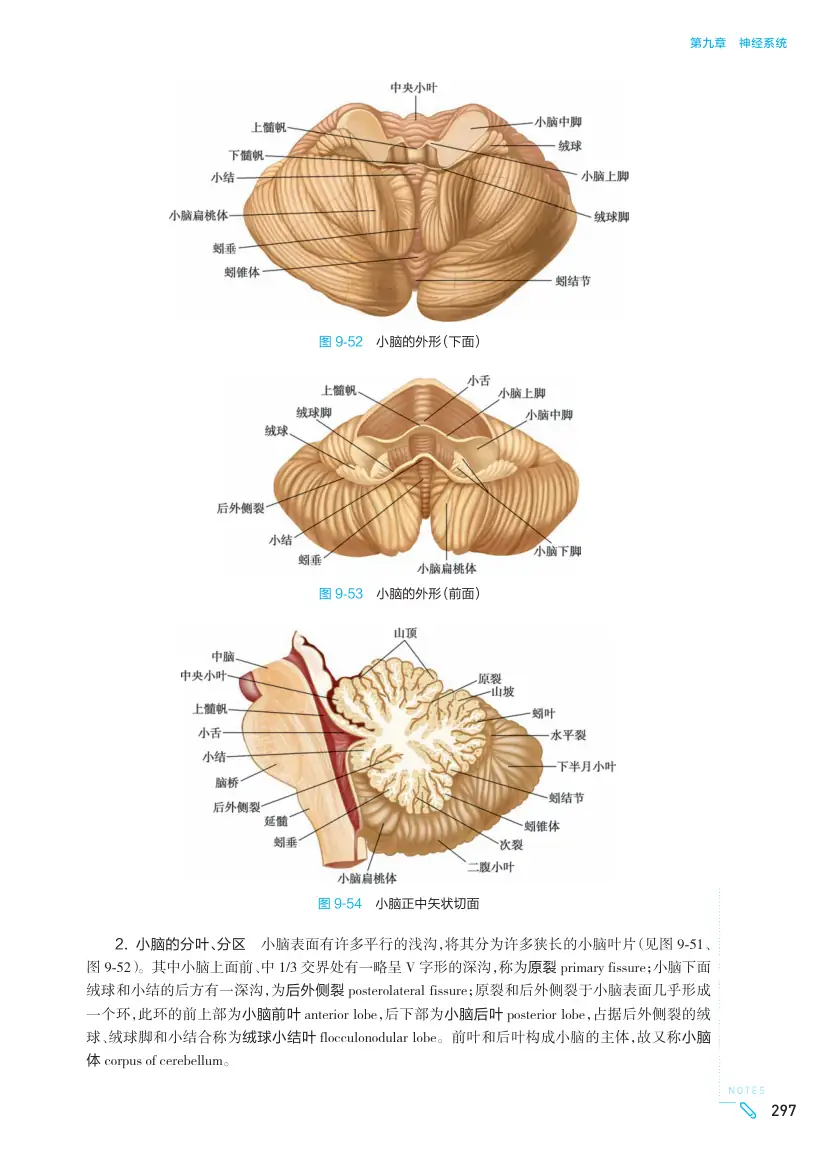 第九章　神经系统
中央小叶
上髓帆
小脑中脚
绒球
下髓帆
小结
小脑上脚
小脑扁桃体
绒球脚
蚓垂
蚓锥体
蚓结节
图 9-52　小脑的外形(下面)
小舌
上髓帆
小脑上脚
绒球脚
小脑中脚
绒球
后外侧裂
小结
小脑下脚
蚓垂
小脑扁桃体
图 9-53　小脑的外形(前面)
山顶
中脑
中央小叶
原裂
山坡
上髓帆
蚓叶
小舌
水平裂
小结
下半月小叶
脑桥
蚓结节
后外侧裂
延髓
蚓锥体
蚓垂
次裂
二腹小叶
小脑扁桃体
图 9-54　小脑正中矢状切面
2. 小脑的分叶、分区　小脑表面有许多平行的浅沟,将其分为许多狭长的小脑叶片(见图 9-51、
图 9-52)。其中小脑上面前、中 1/3 交界处有一略呈 V 字形的深沟,称为原裂 primary fissure;小脑下面
绒球和小结的后方有一深沟,为后外侧裂 posterolateral fissure;原裂和后外侧裂于小脑表面几乎形成
一个环,此环的前上部为小脑前叶 anterior lobe,后下部为小脑后叶 posterior lobe,占据后外侧裂的绒
球、绒球脚和小结合称为绒球小结叶 flocculonodular lobe。前叶和后叶构成小脑的主体,故又称小脑
体 corpus of cerebellum。
NOTES
297